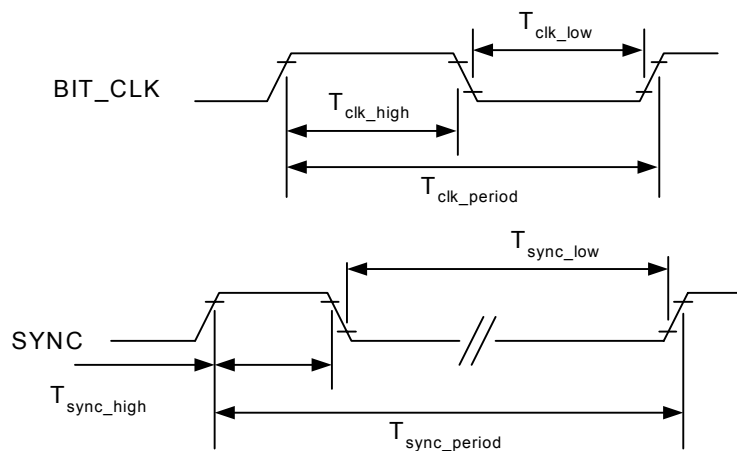 T_clk_low
BIT_CLK
T_clk_high
T_clk_period
T_sync_low
SYNC
T_sync_high
T_sync_period